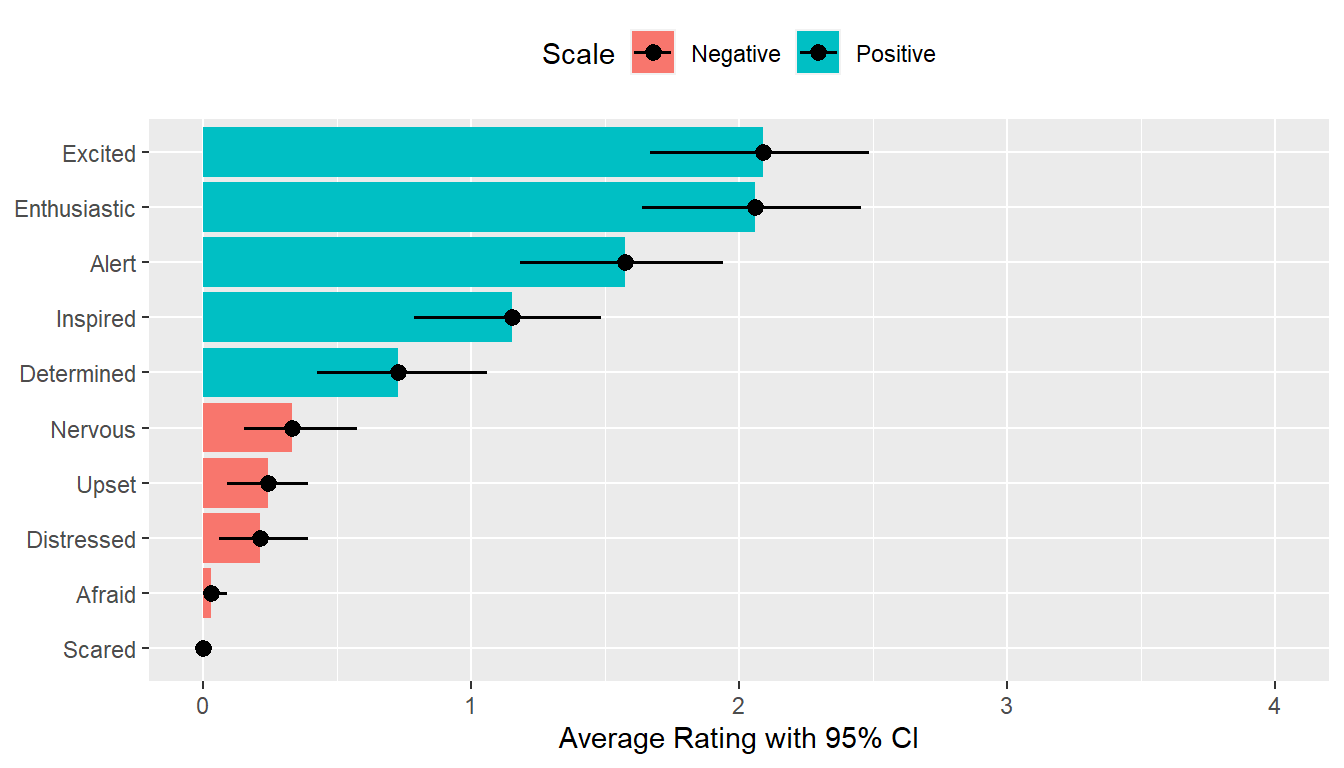 Scale Negative Positive
Excited
Enthusiastic
Alert
Inspired
Determined
Nervous
Upset
Distressed
Afraid
Scared
0 1 2 3 4
Average Rating with 95% CI